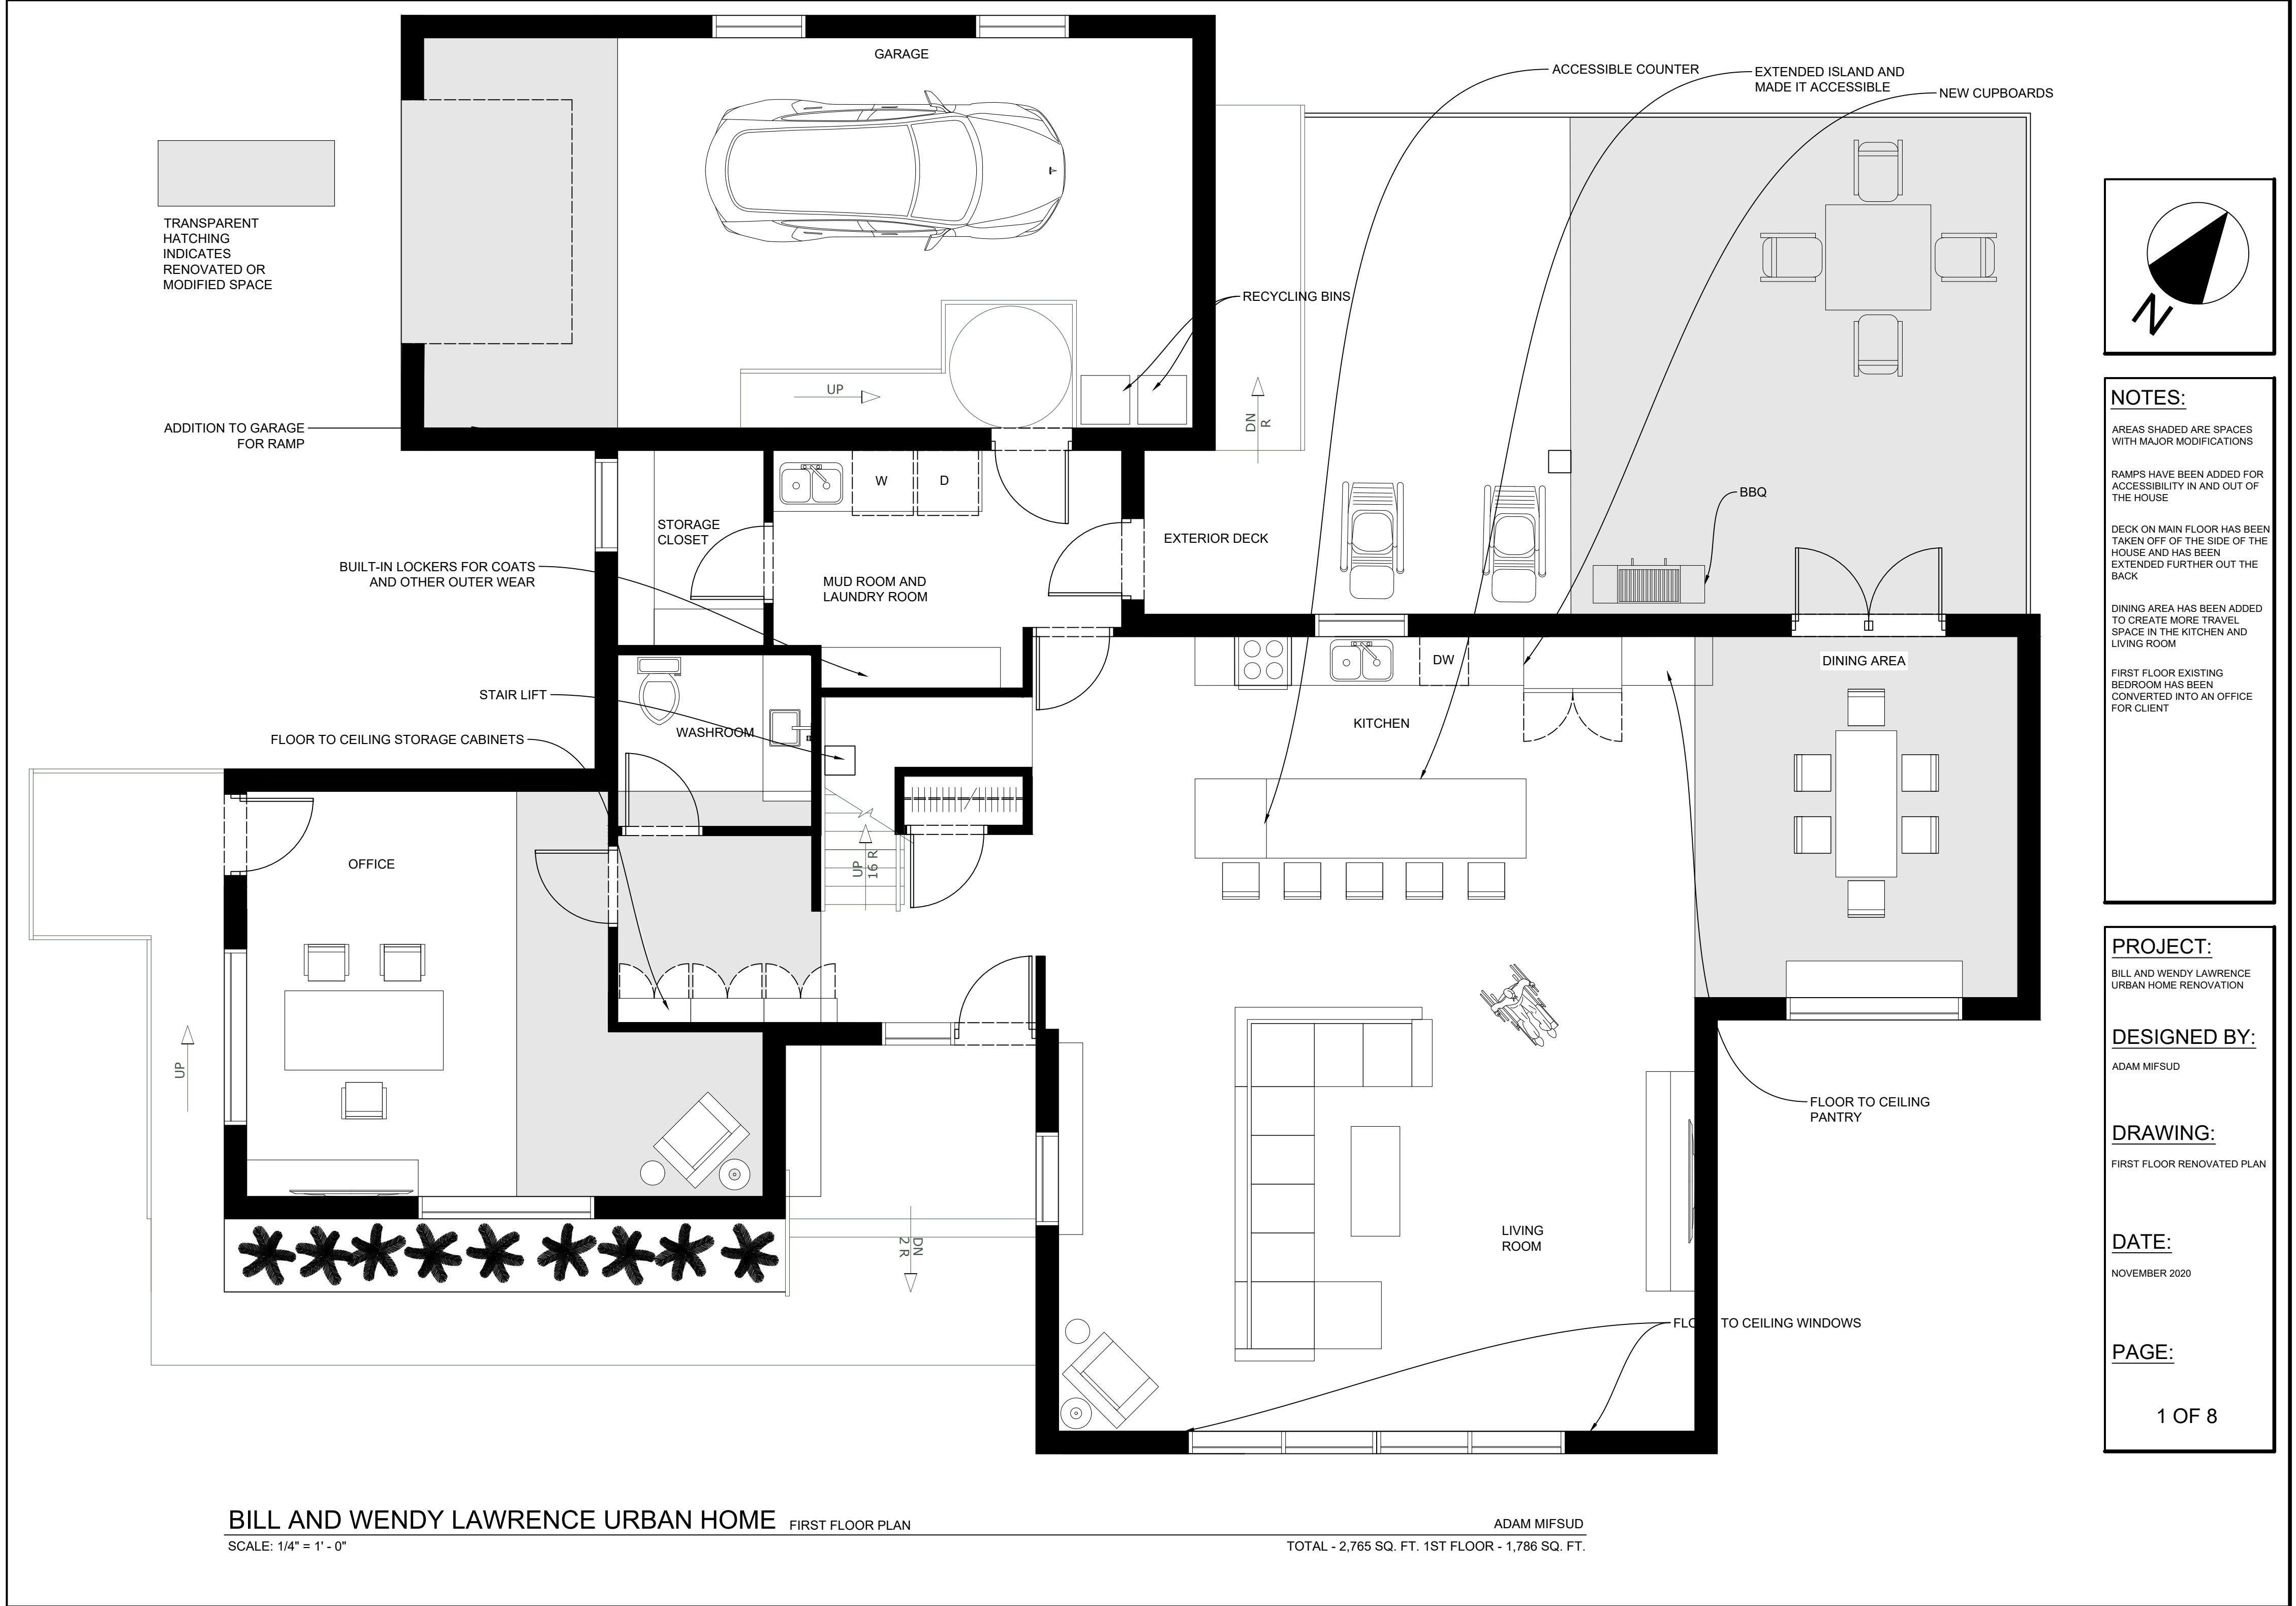 GARAGE
ACCESSIBLE COUNTER
EXTENDED ISLAND AND
MADE IT ACCESSIBLE
NEW CUPBOARDS
TRANSPARENT
HATCHING
INDICATES
RENOVATED OR
MODIFIED SPACE
RECYCLING BINS
UP
DN
R
ADDITION TO GARAGE
FOR RAMP
W
D
STORAGE
CLOSET
EXTERIOR DECK
BBQ
BUILT-IN LOCKERS FOR COATS
AND OTHER OUTER WEAR
MUD ROOM AND
LAUNDRY ROOM
STAIR LIFT
WASHROOM
FLOOR TO CEILING STORAGE CABINETS
DW
KITCHEN
DINING AREA
OFFICE
UP
16 R
UP
DN
2 R
FLOOR TO CEILING
PANTRY
LIVING
ROOM
FLO TO CEILING WINDOWS
N
NOTES:
AREAS SHADED ARE SPACES
WITH MAJOR MODIFICATIONS
RAMPS HAVE BEEN ADDED FOR
ACCESSIBILITY IN AND OUT OF
THE HOUSE
DECK ON MAIN FLOOR HAS BEEN
TAKEN OFF OF THE SIDE OF THE
HOUSE AND HAS BEEN
EXTENDED FURTHER OUT THE
BACK
DINING AREA HAS BEEN ADDED
TO CREATE MORE TRAVEL
SPACE IN THE KITCHEN AND
LIVING ROOM
FIRST FLOOR EXISTING
BEDROOM HAS BEEN
CONVERTED INTO AN OFFICE
FOR CLIENT
PROJECT:
BILL AND WENDY LAWRENCE
URBAN HOME RENOVATION
DESIGNED BY:
ADAM MIFSUD
DRAWING:
FIRST FLOOR RENOVATED PLAN
DATE:
NOVEMBER 2020
PAGE:
1 OF 8
BILL AND WENDY LAWRENCE URBAN HOME FIRST FLOOR PLAN
ADAM MIFSUD
SCALE: 1/4" = 1' - 0"
TOTAL - 2,765 SQ. FT. 1ST FLOOR - 1,786 SQ. FT.